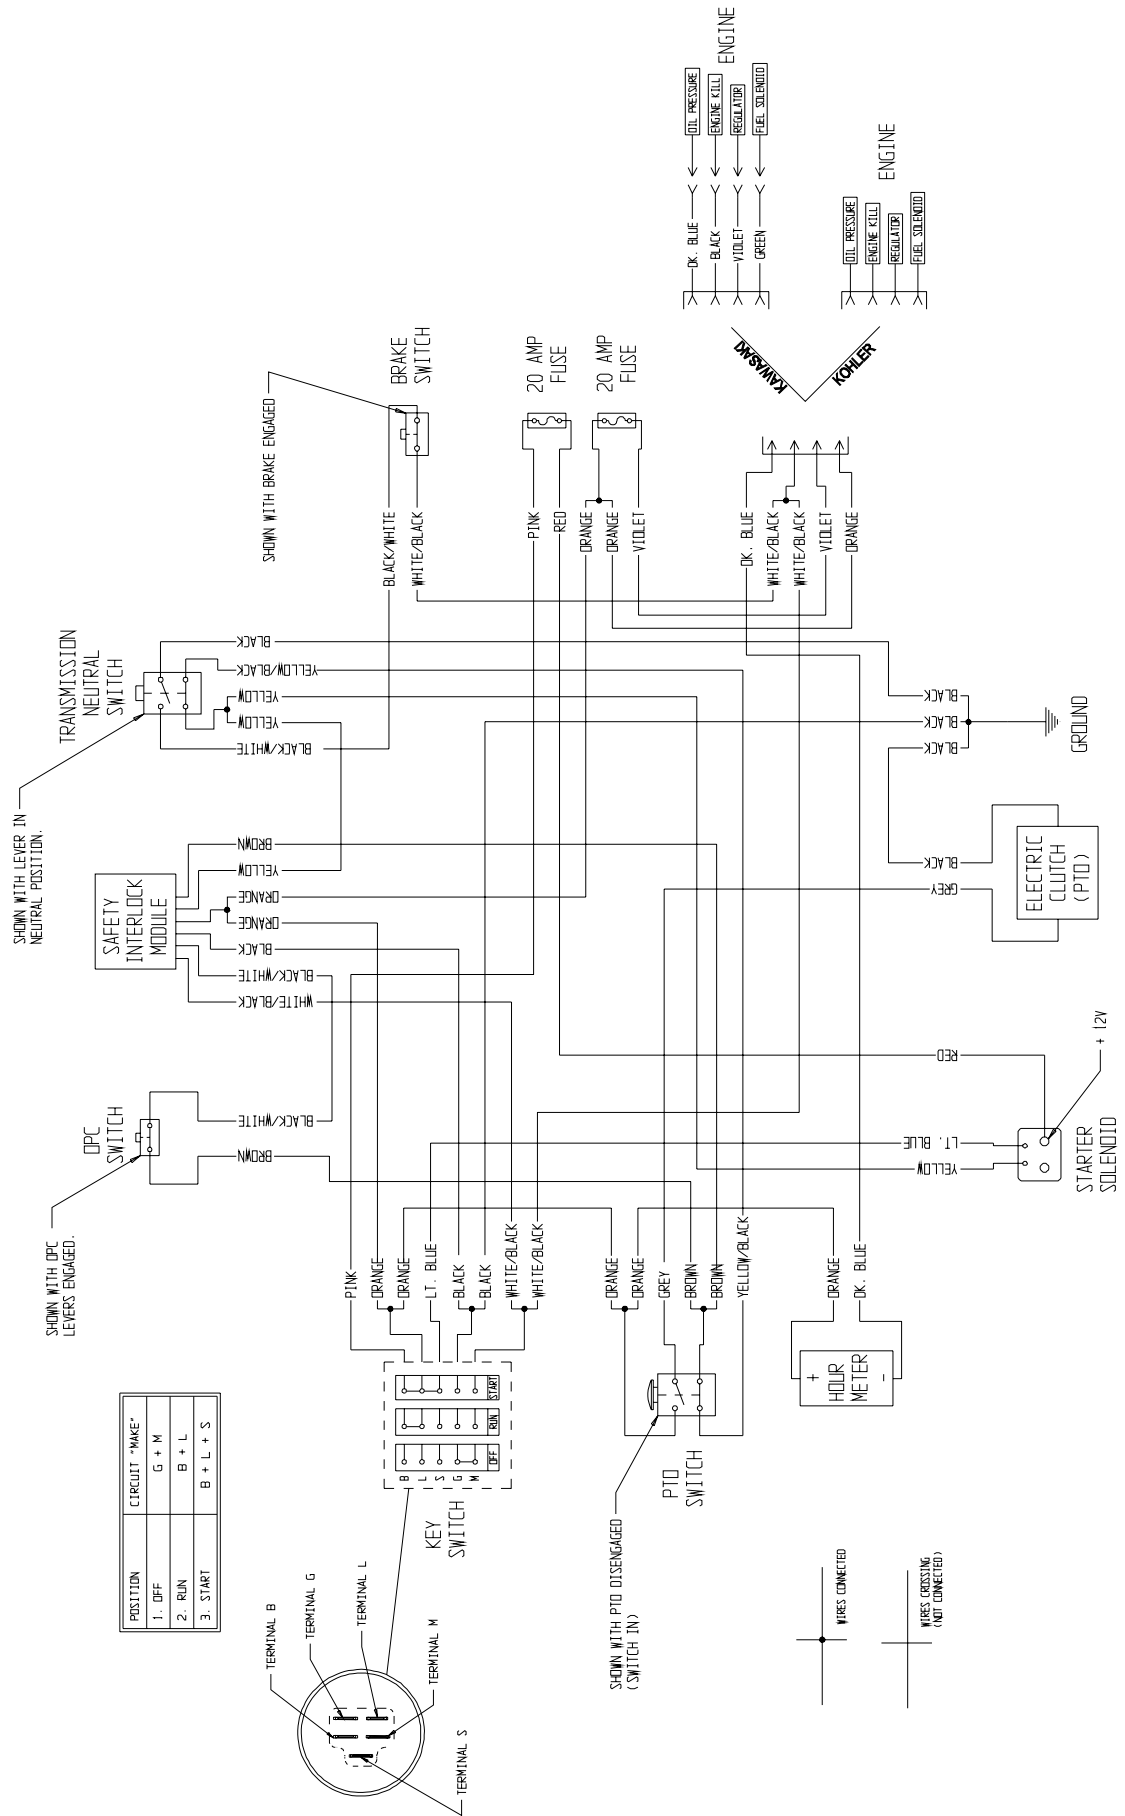 POSITION CIRCUIT "MAKE"
1. OFF G + M
2. RUN B + L
3. START B + L + S
TERMINAL B
TERMINAL G
TERMINAL L
TERMINAL M
TERMINAL S
KEY
SWITCH
B
L
S
G
M
OFF
RUN
START
SHOWN WITH OPC
LEVERS ENGAGED.
OPC
SWITCH
BROWN
BLACK/WHITE
SAFETY
INTERLOCK
MODULE
WHITE/BLACK
BLACK/WHITE
BLACK
ORANGE
ORANGE
YELLOW
BROWN
SHOWN WITH LEVER IN
NEUTRAL POSITION.
TRANSMISSION
NEUTRAL
SWITCH
BLACK/WHITE
YELLOW
YELLOW
YELLOW/BLACK
BLACK
SHOWN WITH BRAKE ENGAGED
BRAKE
SWITCH
BLACK/WHITE
WHITE/BLACK
20 AMP
FUSE
20 AMP
FUSE
PINK
RED
ORANGE
ORANGE
VIOLET
DK. BLUE
WHITE/BLACK
WHITE/BLACK
VIOLET
ORANGE
KAWASAKI
KOHLER
DK. BLUE
BLACK
VIOLET
GREEN
OIL PRESSURE
ENGINE KILL
REGULATOR
FUEL SOLENOID
ENGINE
OIL PRESSURE
ENGINE KILL
REGULATOR
FUEL SOLENOID
ENGINE
PINK
ORANGE
ORANGE
LT. BLUE
BLACK
BLACK
WHITE/BLACK
WHITE/BLACK
ORANGE
ORANGE
GREY
BROWN
BROWN
YELLOW/BLACK
ORANGE
DK. BLUE
SHOWN WITH PTO DISENGAGED
(SWITCH IN)
PTO
SWITCH
+
HOUR
METER
-
YELLOW
LT. BLUE
RED
+ 12V
STARTER
SOLENOID
GREY
BLACK
ELECTRIC
CLUTCH
(PTO)
BLACK
BLACK
BLACK
GROUND
WIRES CONNECTED
WIRES CROSSING
(NOT CONNECTED)